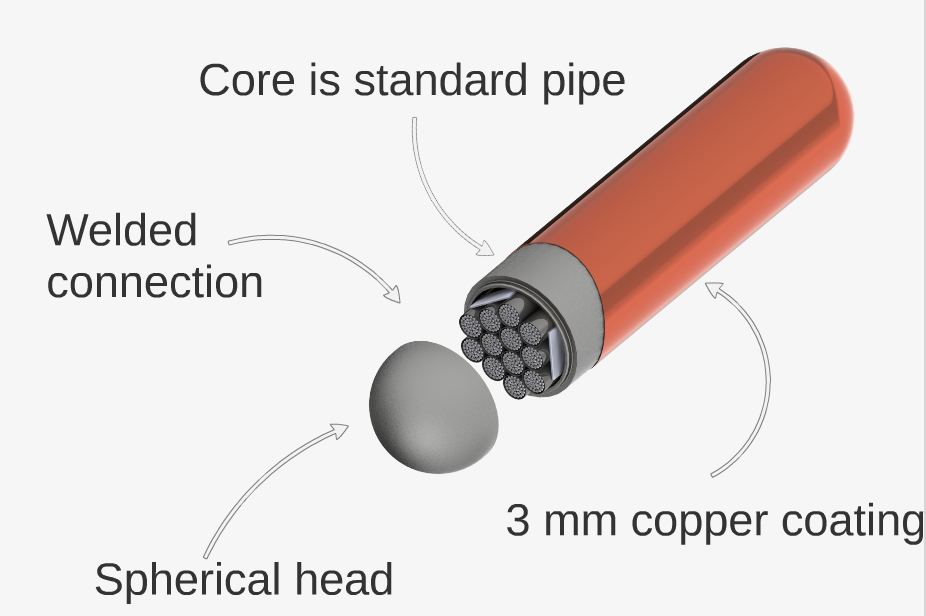 Core is standard pipe
Welded
connection
3 mm copper coating
Spherical head